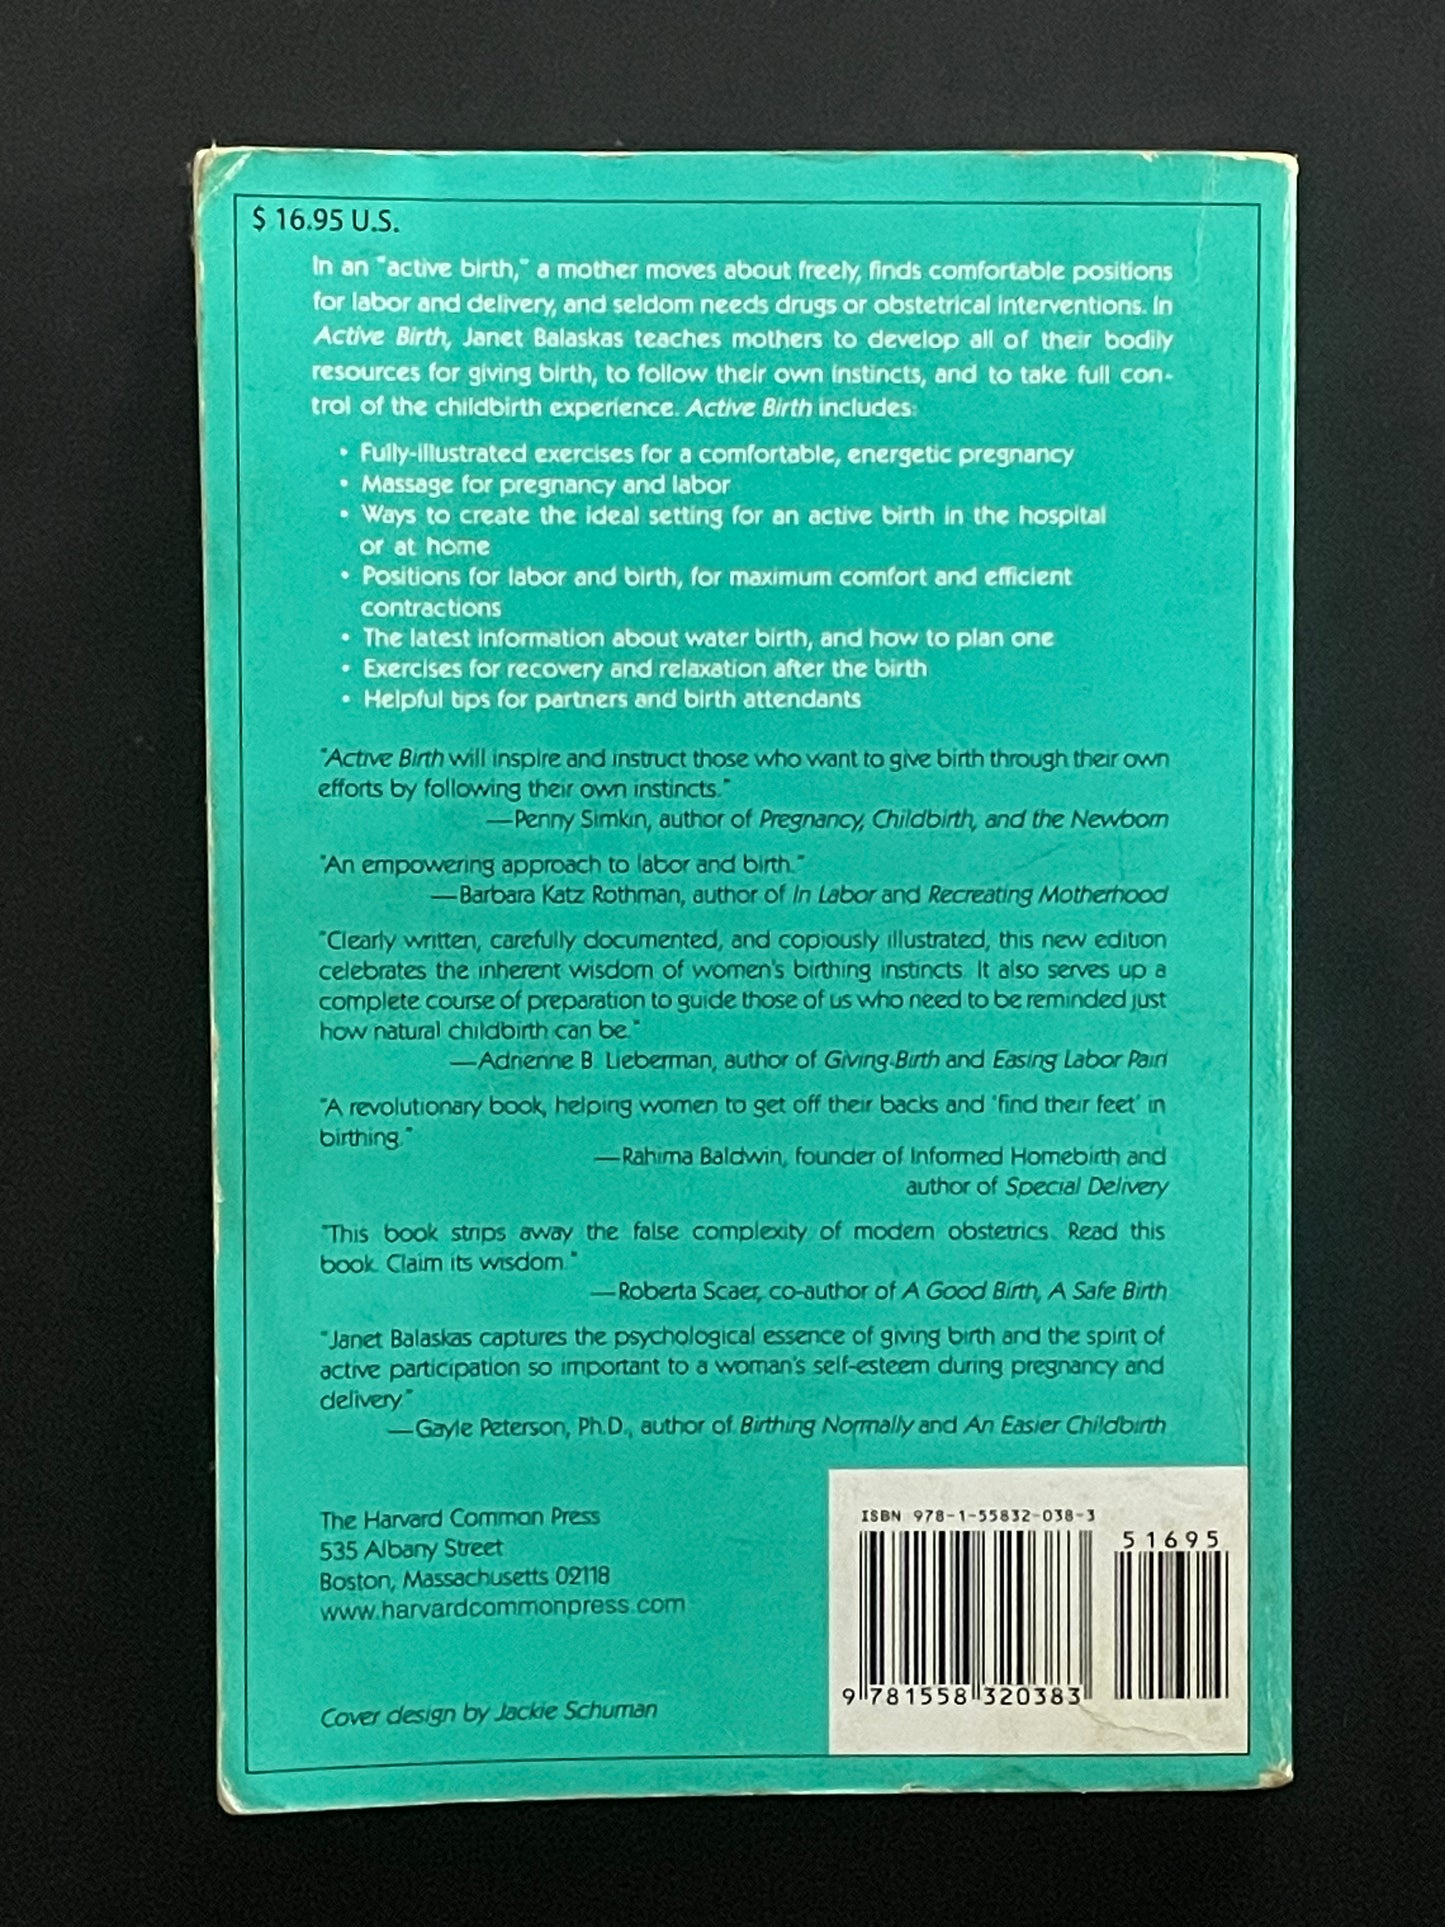 $ 16.95 U.S.
In an "active birth," a mother moves about freely, finds comfortable positions
for labor and delivery, and seldom needs drugs or obstetrical interventions. In
Active Birth, Janet Balaskas teaches mothers to develop all of their bodily
resources for giving birth, to follow their own instincts, and to take full con-
trol of the childbirth experience. Active Birth includes:
• Fully-illustrated exercises for a comfortable, energetic pregnancy
• Massage for pregnancy and labor
• Ways to create the ideal setting for an active birth in the hospital
or at home
• Positions for labor and birth, for maximum comfort and efficient
contractions
• The latest information about water birth, and how to plan one
• Exercises for recovery and relaxation after the birth
• Helpful tips for partners and birth attendants
"Active Birth will inspire and instruct those who want to give birth through their own
efforts by following their own instincts."
—Penny Simkin, author of Pregnancy, Childbirth, and the Newborn
"An empowering approach to labor and birth."
—Barbara Katz Rothman, author of In Labor and Recreating Motherhood
"Clearly written, carefully documented, and copiously illustrated, this new edition
celebrates the inherent wisdom of women's birthing instincts. It also serves up a
complete course of preparation to guide those of us who need to be reminded just
how natural childbirth can be."
—Adrienne B. Lieberman, author of Giving Birth and Easing Labor Pain
"A revolutionary book, helping women to get off their backs and 'find their feet' in
birthing."
—Rahima Baldwin, founder of Informed Homebirth and
author of Special Delivery
"This book strips away the false complexity of modern obstetrics. Read this
book. Claim its wisdom."
—Roberta Scaer, co-author of A Good Birth, A Safe Birth
"Janet Balaskas captures the psychological essence of giving birth and the spirit of
active participation so important to a woman's self-esteem during pregnancy and
delivery."
—Gayle Peterson, Ph.D., author of Birthing Normally and An Easier Childbirth
The Harvard Common Press
535 Albany Street
Boston, Massachusetts 02118
www.harvardcommonpress.com
Cover design by Jackie Schuman
ISBN 978-1-55832-038-3
51695
9 781558 320383